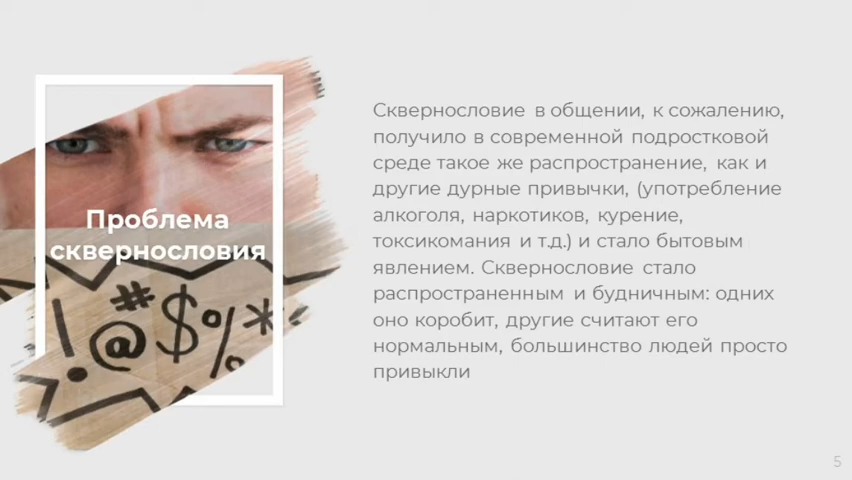 Проблема
сквернословия
!@#$%*
Сквернословие в общении, к сожалению,
получило в современной подростковой
среде такое же распространение, как и
другие дурные привычки, (употребление
алкоголя, наркотиков, курение,
токсикомания и т.д.) и стало бытовым
явлением. Сквернословие стало
распространенным и будничным: одних
оно коробит, другие считают его
нормальным, большинство людей просто
привыкли
5